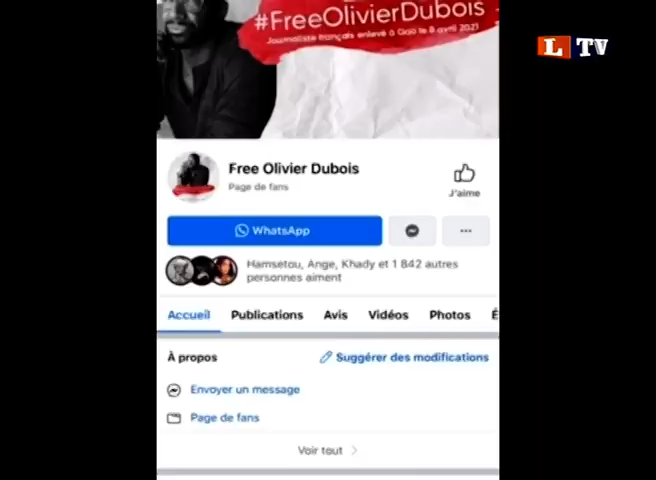 #FreeOlivierDubois
Journaliste français enlevé à Gao le 8 avril 2021
L TV
Free Olivier Dubois
Page de fans
J'aime
WhatsApp
Hamsetou, Ange, Khady et 1 842 autres
personnes aiment
Accueil Publications Avis Vidéos Photos É
À propos
Suggérer des modifications
Envoyer un message
Page de fans
Voir tout